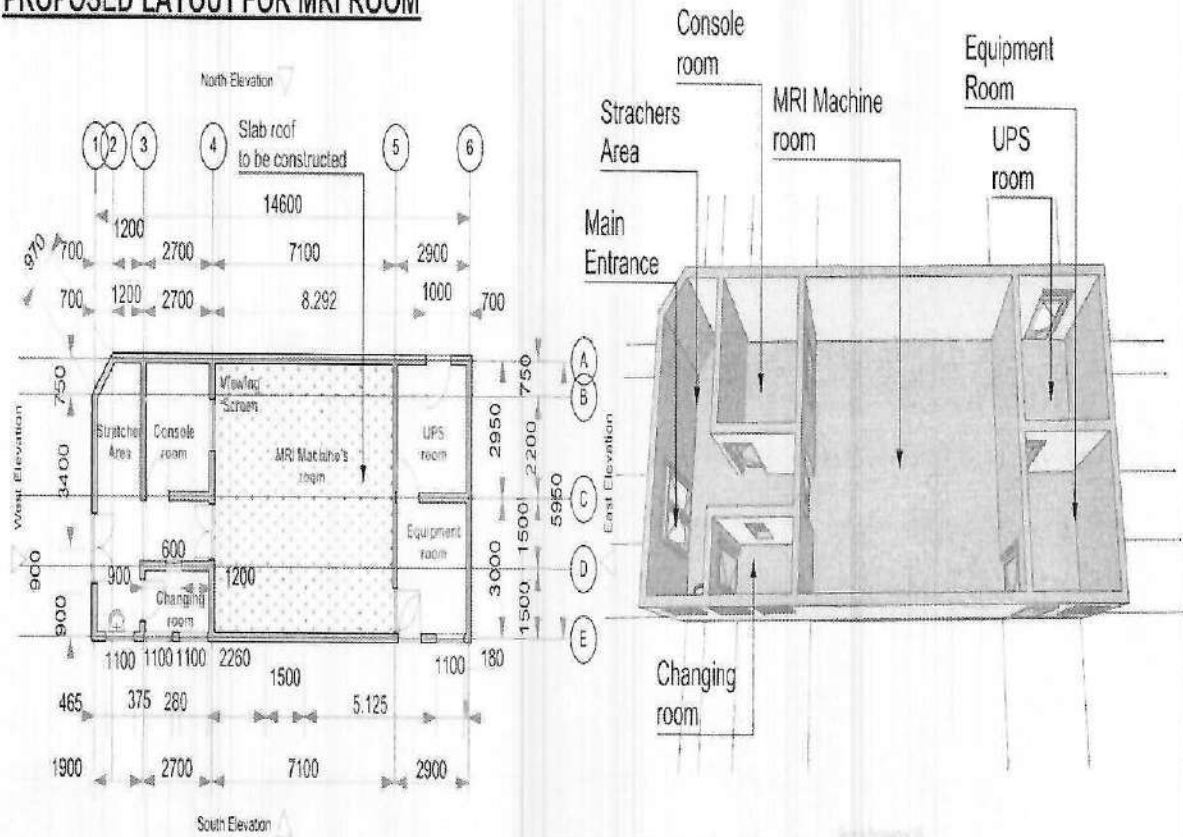 PROPOSED LAYOUT FOR MRI ROOM
North Elevation
1
2
3
4
5
6
Slab roof
to be constructed
14600
1200
970
700
2700
7100
2900
700
1200
2700
8.292
1000
700
A
B
C
D
E
750
3400
900
900
West Elevation
Viewing
Screen
Stretcher
Area
Console
room
MRI Machine's
room
UPS
room
Equipment
room
600
900
1200
Changing
room
2950
3000
750
2200
1500
1500
5950
East Elevation
1100
1100
1100
2260
1100
180
1500
465
375
280
5.125
1900
2700
7100
2900
South Elevation
Console
room
Equipment
Room
Strachers
Area
MRI Machine
room
UPS
room
Main
Entrance
Changing
room